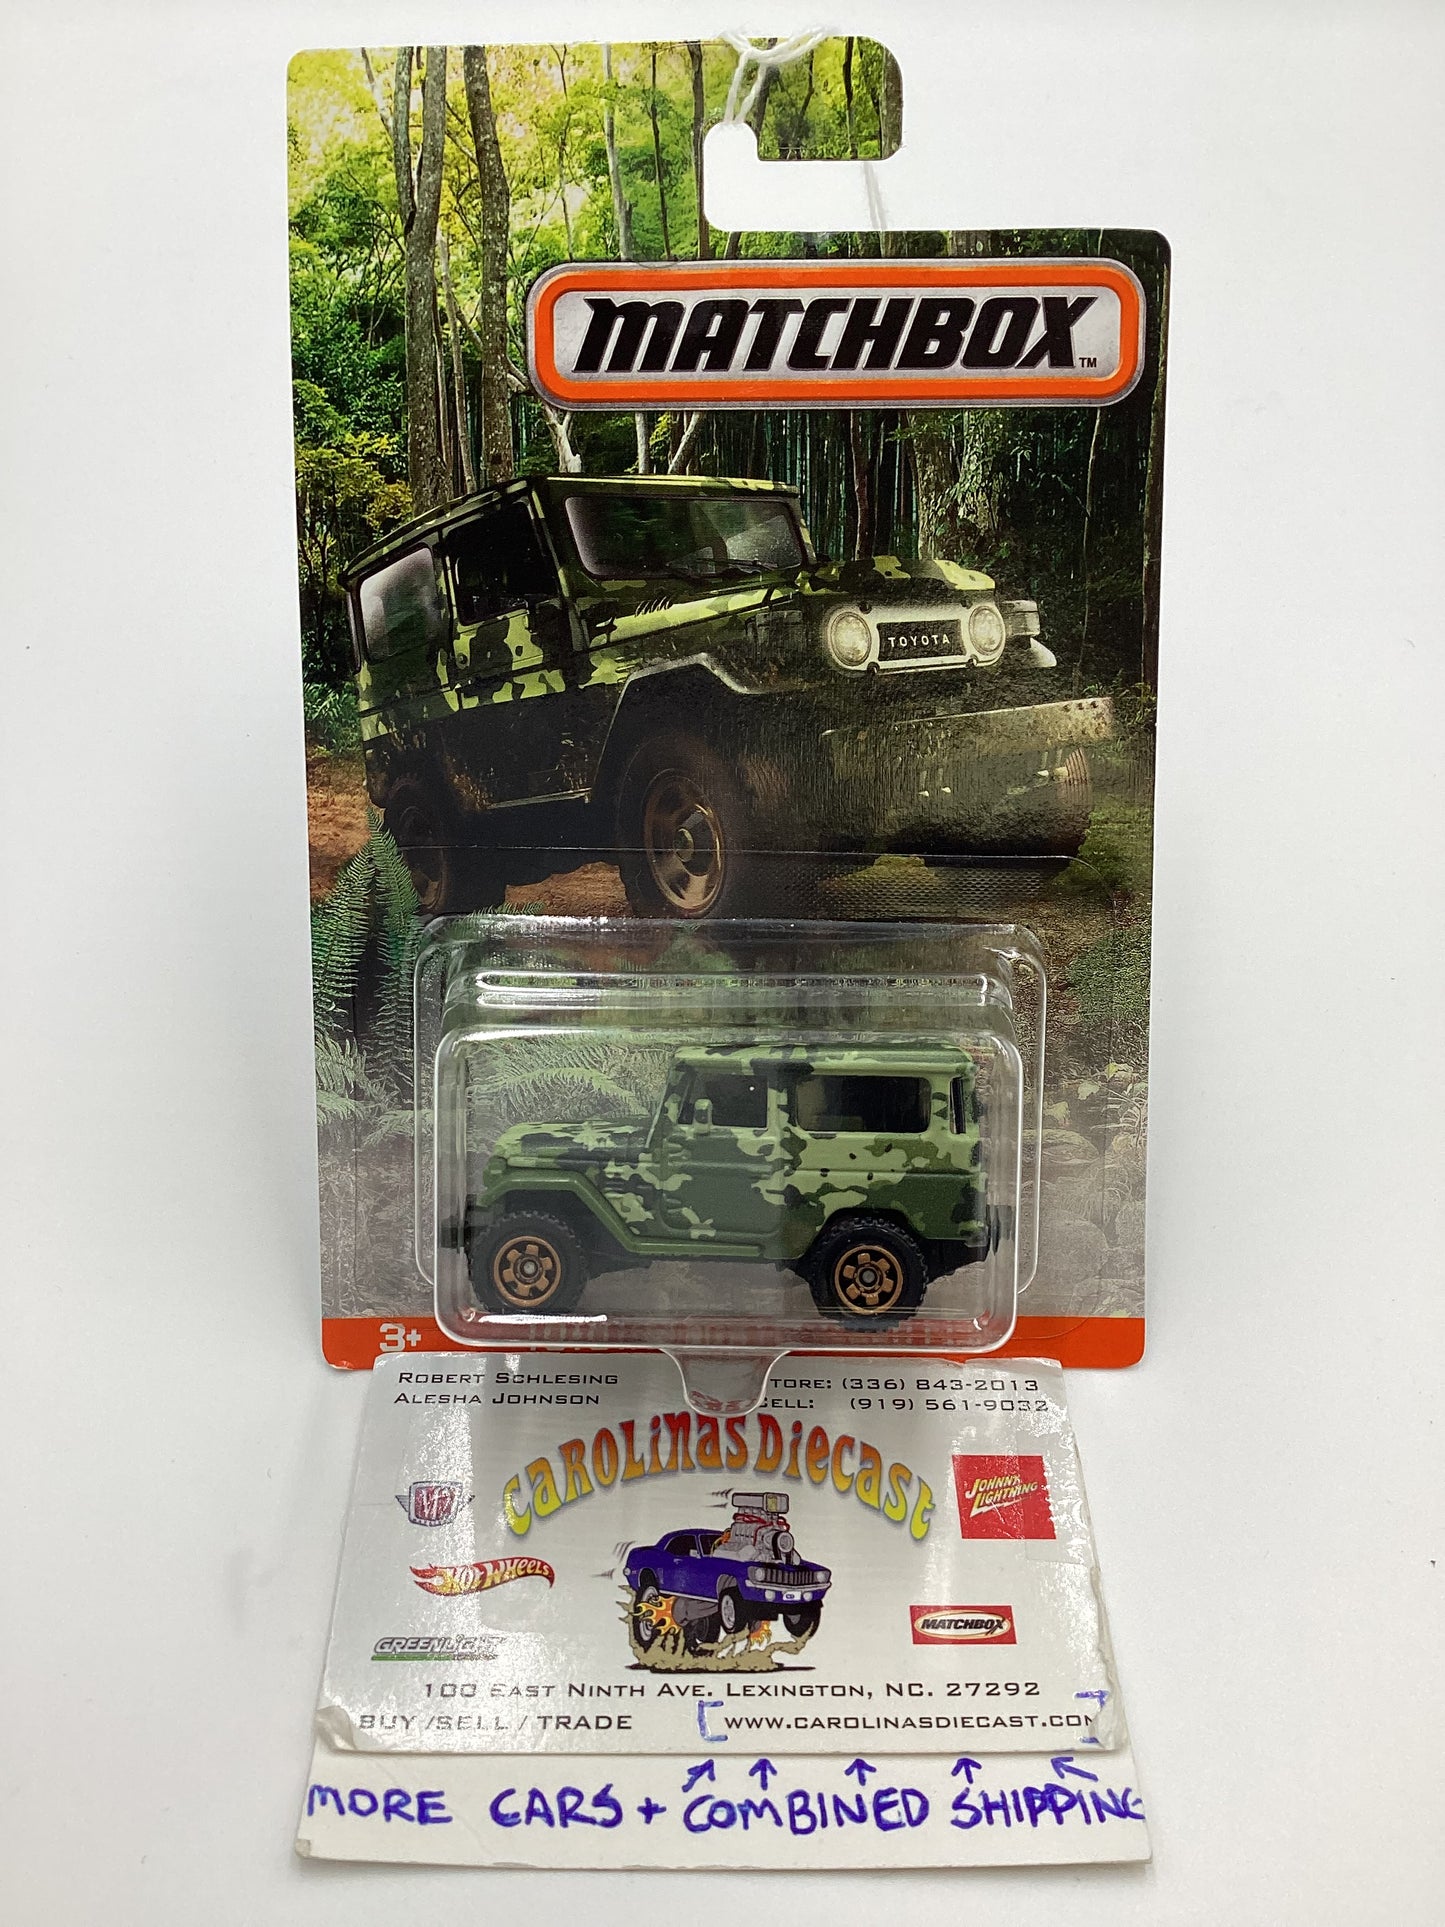 MATCHBOX™
TOYOTA
3+
ROBERT SCHLESING
ALESHA JOHNSON
TORE: (336) 843-2013
CELL: (919) 561-9032
CAROLINAS DIECAST
M2
JOHNNY LIGHTNING
HOT WHEELS
MATCHBOX
GREENLIGHT
100 EAST NINTH AVE. LEXINGTON, NC. 27292
BUY / SELL / TRADE [WWW.CAROLINASDIECAST.COM]
MORE CARS + COMBINED SHIPPING